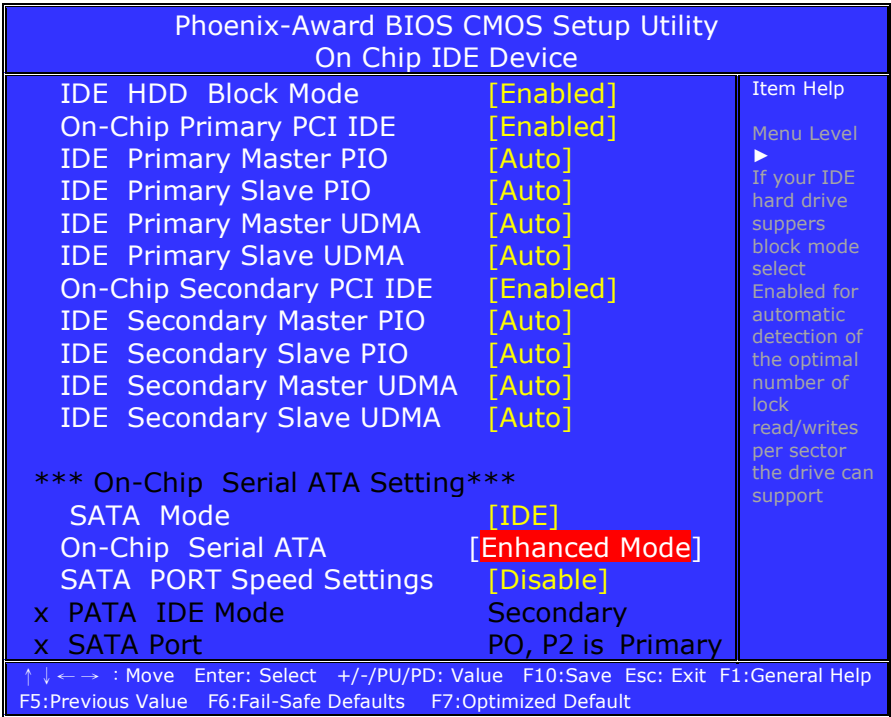 Phoenix-Award BIOS CMOS Setup Utility
On Chip IDE Device
IDE HDD Block Mode [Enabled]
On-Chip Primary PCI IDE [Enabled]
IDE Primary Master PIO [Auto]
IDE Primary Slave PIO [Auto]
IDE Primary Master UDMA [Auto]
IDE Primary Slave UDMA [Auto]
On-Chip Secondary PCI IDE [Enabled]
IDE Secondary Master PIO [Auto]
IDE Secondary Slave PIO [Auto]
IDE Secondary Master UDMA [Auto]
IDE Secondary Slave UDMA [Auto]
*** On-Chip Serial ATA Setting***
SATA Mode [IDE]
On-Chip Serial ATA [Enhanced Mode]
SATA PORT Speed Settings [Disable]
x PATA IDE Mode Secondary
x SATA Port PO, P2 is Primary
Item Help
Menu Level
►
If your IDE
hard drive
suppers
block mode
select
Enabled for
automatic
detection of
the optimal
number of
lock
read/writes
per sector
the drive can
support
↑↓←→ : Move Enter: Select +/-/PU/PD: Value F10:Save Esc: Exit F1:General Help
F5:Previous Value F6:Fail-Safe Defaults F7:Optimized Default